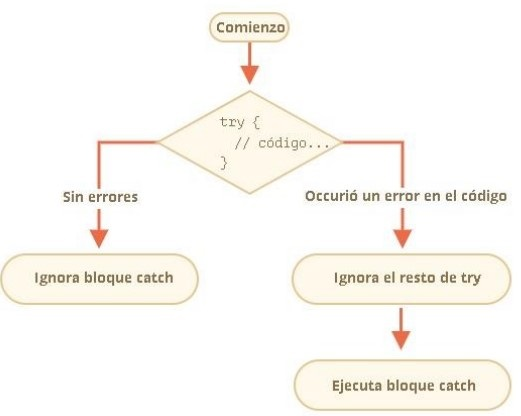 Comienzo
try {
// código...
}
Sin errores
Occurió un error en el código
Ignora bloque catch
Ignora el resto de try
Ejecuta bloque catch